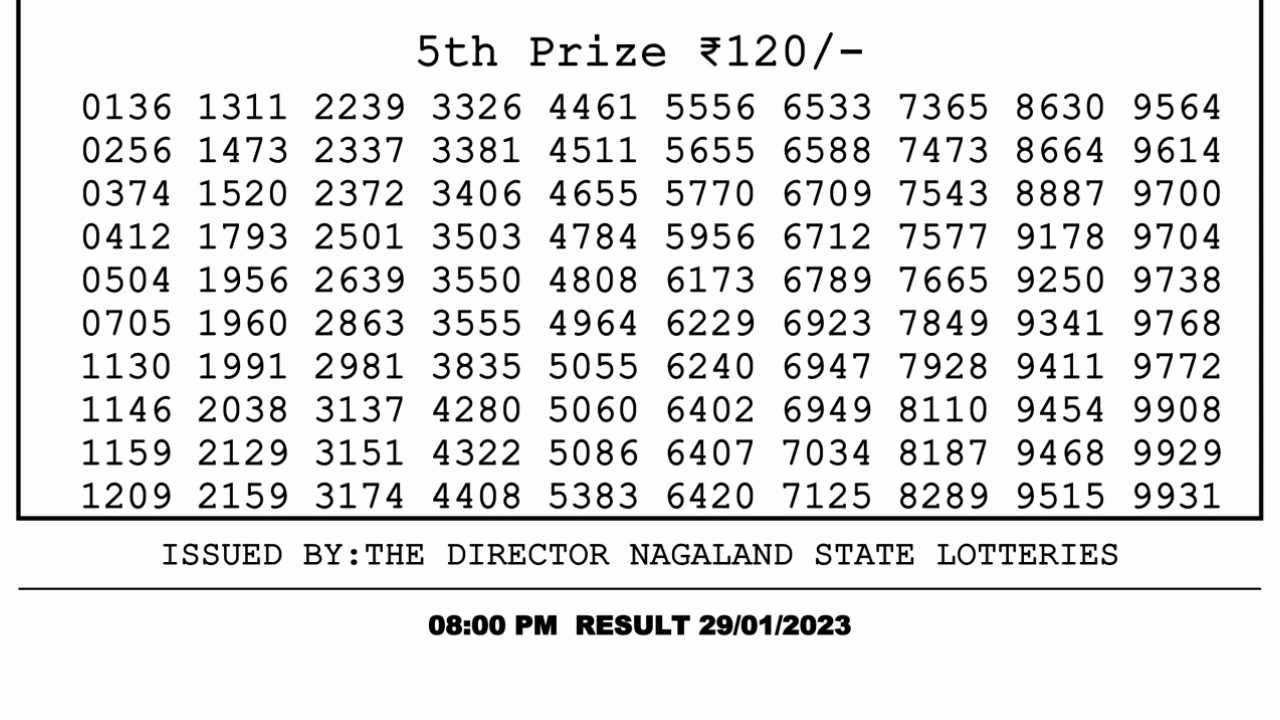 5th Prize ₹120/-
0136 1311 2239 3326 4461 5556 6533 7365 8630 9564
0256 1473 2337 3381 4511 5655 6588 7473 8664 9614
0374 1520 2372 3406 4655 5770 6709 7543 8887 9700
0412 1793 2501 3503 4784 5956 6712 7577 9178 9704
0504 1956 2639 3550 4808 6173 6789 7665 9250 9738
0705 1960 2863 3555 4964 6229 6923 7849 9341 9768
1130 1991 2981 3835 5055 6240 6947 7928 9411 9772
1146 2038 3137 4280 5060 6402 6949 8110 9454 9908
1159 2129 3151 4322 5086 6407 7034 8187 9468 9929
1209 2159 3174 4408 5383 6420 7125 8289 9515 9931
ISSUED BY:THE DIRECTOR NAGALAND STATE LOTTERIES
08:00 PM RESULT 29/01/2023